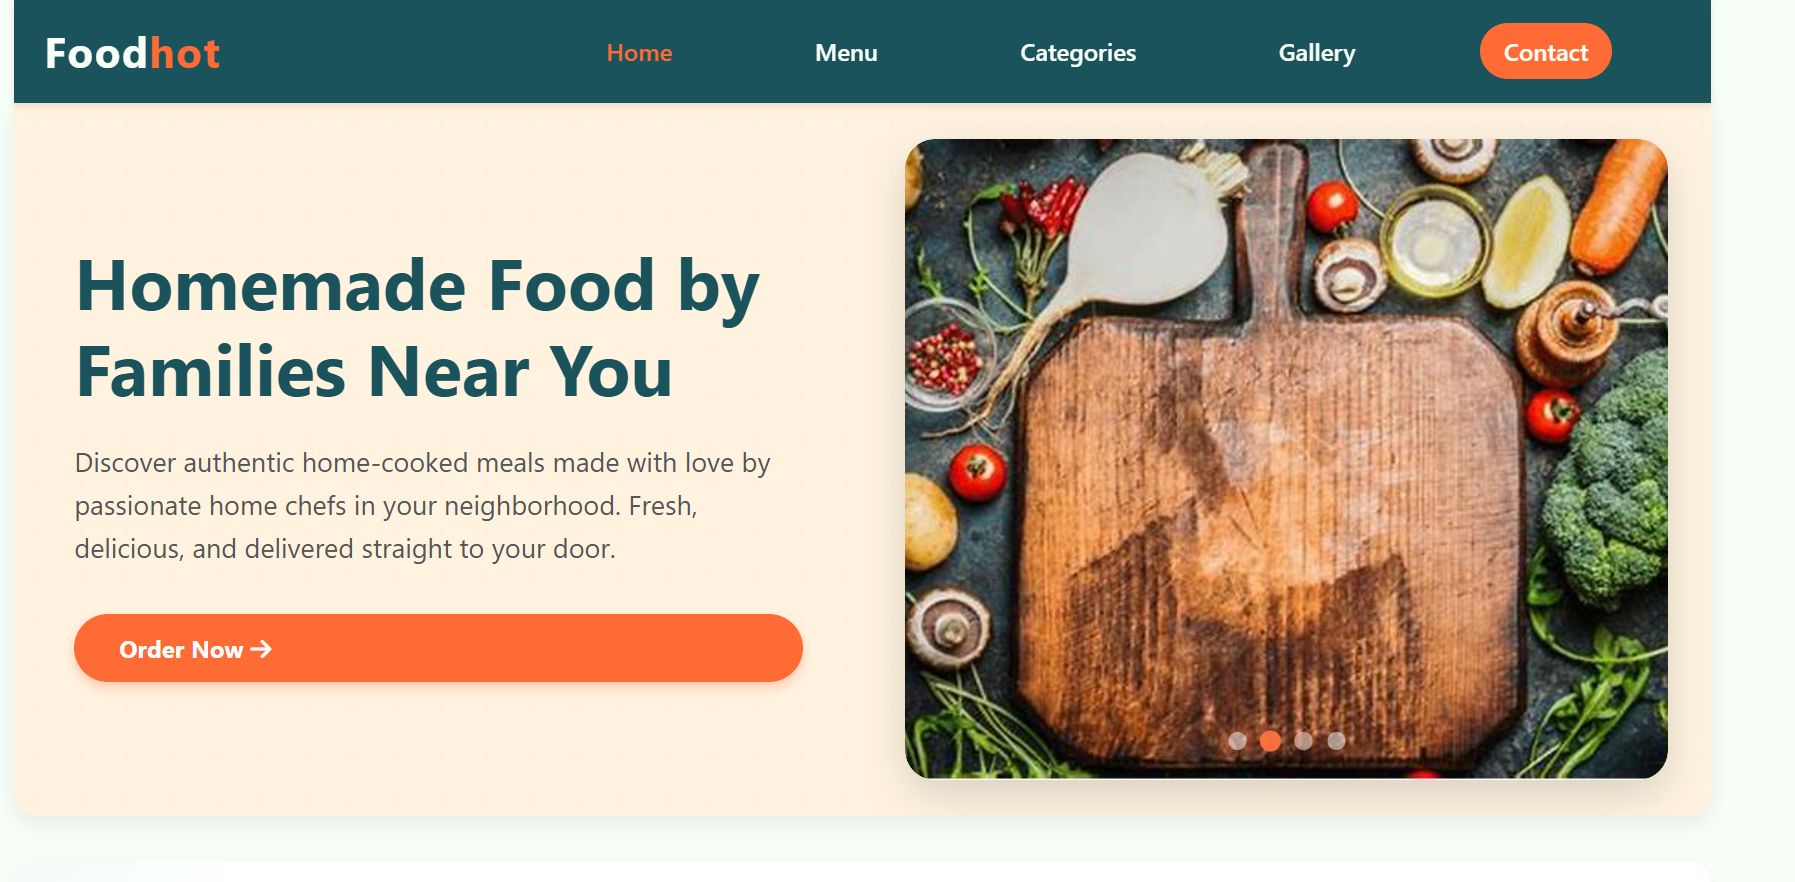 Foodhot
Home
Menu
Categories
Gallery
Contact
Homemade Food by
Families Near You
Discover authentic home-cooked meals made with love by
passionate home chefs in your neighborhood. Fresh,
delicious, and delivered straight to your door.
Order Now →